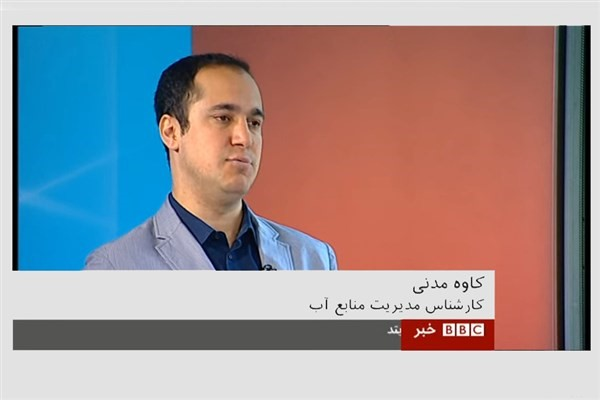 کاوه مدنی
کارشناس مدیریت منابع آب
BBC خبر